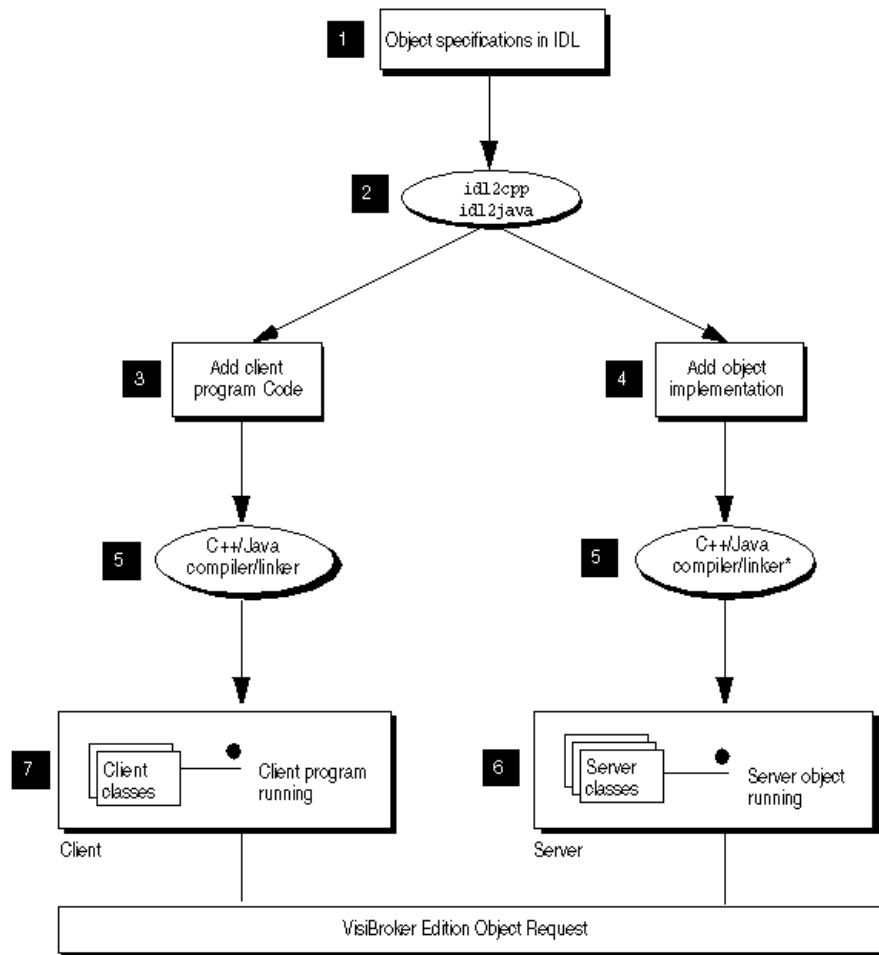 1
Object specifications in IDL
2
idl2cpp
idl2java
3
Add client
program Code
4
Add object
implementation
5
C++/Java
compiler/linker
5
C++/Java
compiler/linker*
7
Client
classes
Client program
running
Client
6
Server
classes
Server object
running
Server
VisiBroker Edition Object Request